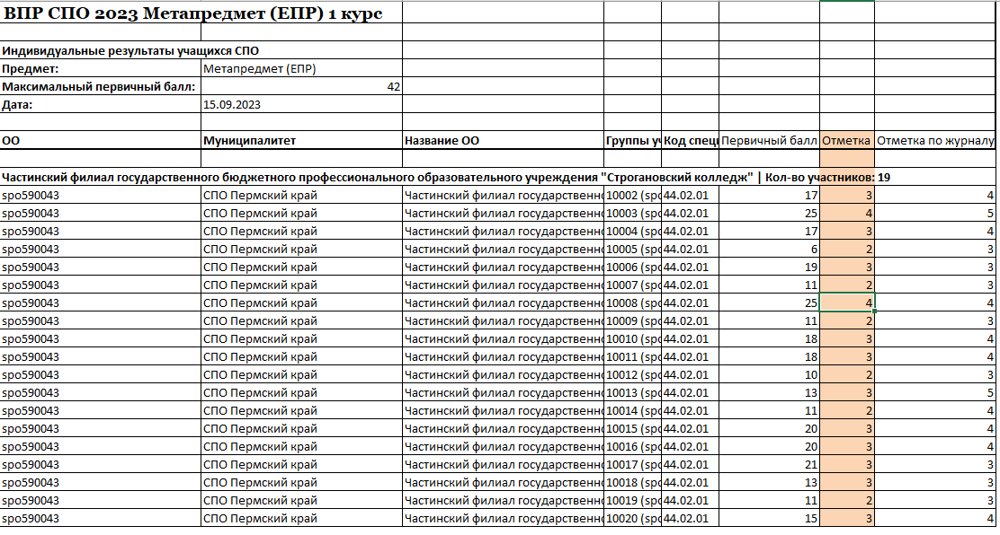 ВПР СПО 2023 Метапредмет (ЕПР) 1 курс
Индивидуальные результаты учащихся СПО
Предмет: Метапредмет (ЕПР)
Максимальный первичный балл: 42
Дата: 15.09.2023
ОО Муниципалитет Название ОО Группы уч Код специ Первичный балл Отметка Отметка по журналу
Частинский филиал государственного бюджетного профессионального образовательного учреждения "Строгановский колледж" | Кол-во участников: 19
spo590043 СПО Пермский край Частинский филиал государственно 10002 (spo 44.02.01 17 3 4
spo590043 СПО Пермский край Частинский филиал государственно 10003 (spo 44.02.01 25 4 5
spo590043 СПО Пермский край Частинский филиал государственно 10004 (spo 44.02.01 17 3 4
spo590043 СПО Пермский край Частинский филиал государственно 10005 (spo 44.02.01 6 2 3
spo590043 СПО Пермский край Частинский филиал государственно 10006 (spo 44.02.01 19 3 3
spo590043 СПО Пермский край Частинский филиал государственно 10007 (spo 44.02.01 11 2 3
spo590043 СПО Пермский край Частинский филиал государственно 10008 (spo 44.02.01 25 4 4
spo590043 СПО Пермский край Частинский филиал государственно 10009 (spo 44.02.01 11 2 3
spo590043 СПО Пермский край Частинский филиал государственно 10010 (spo 44.02.01 18 3 4
spo590043 СПО Пермский край Частинский филиал государственно 10011 (spo 44.02.01 18 3 4
spo590043 СПО Пермский край Частинский филиал государственно 10012 (spo 44.02.01 10 2 3
spo590043 СПО Пермский край Частинский филиал государственно 10013 (spo 44.02.01 13 3 5
spo590043 СПО Пермский край Частинский филиал государственно 10014 (spo 44.02.01 11 2 4
spo590043 СПО Пермский край Частинский филиал государственно 10015 (spo 44.02.01 20 3 4
spo590043 СПО Пермский край Частинский филиал государственно 10016 (spo 44.02.01 20 3 4
spo590043 СПО Пермский край Частинский филиал государственно 10017 (spo 44.02.01 21 3 3
spo590043 СПО Пермский край Частинский филиал государственно 10018 (spo 44.02.01 13 3 3
spo590043 СПО Пермский край Частинский филиал государственно 10019 (spo 44.02.01 11 2 3
spo590043 СПО Пермский край Частинский филиал государственно 10020 (spo 44.02.01 15 3 4